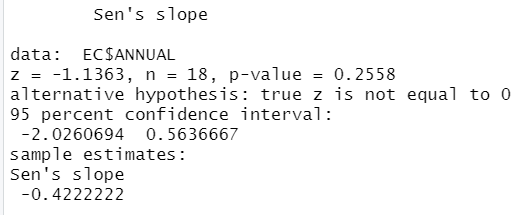 Sen's slope
data: EC$ANNUAL
z = -1.1363, n = 18, p-value = 0.2558
alternative hypothesis: true z is not equal to 0
95 percent confidence interval:
-2.0260694 0.5636667
sample estimates:
Sen's slope
-0.4222222